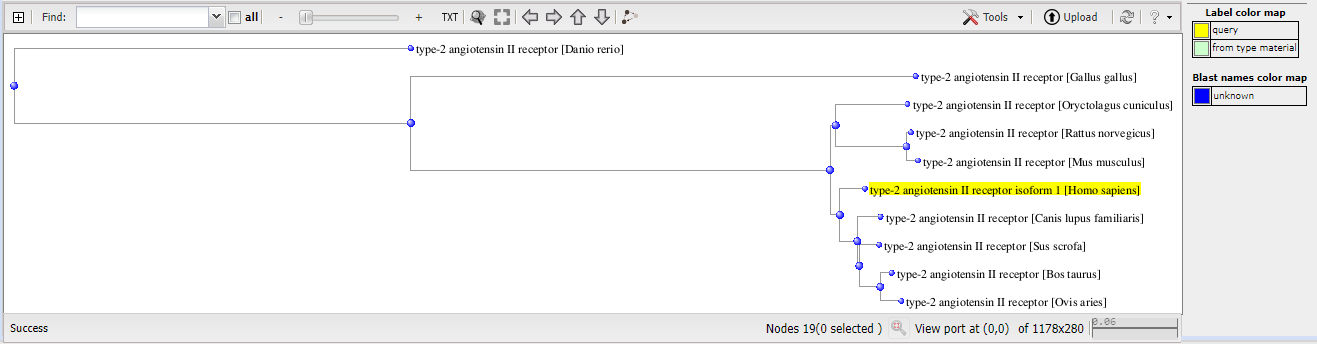 Find: all - + TXT Tools Upload ?
type-2 angiotensin II receptor [Danio rerio]
type-2 angiotensin II receptor [Gallus gallus]
type-2 angiotensin II receptor [Oryctolagus cuniculus]
type-2 angiotensin II receptor [Rattus norvegicus]
type-2 angiotensin II receptor [Mus musculus]
type-2 angiotensin II receptor isoform 1 [Homo sapiens]
type-2 angiotensin II receptor [Canis lupus familiaris]
type-2 angiotensin II receptor [Sus scrofa]
type-2 angiotensin II receptor [Bos taurus]
type-2 angiotensin II receptor [Ovis aries]
Success Nodes 19(0 selected ) View port at (0,0) of 1178x280 0.06
Label color map
query
from type material
Blast names color map
unknown